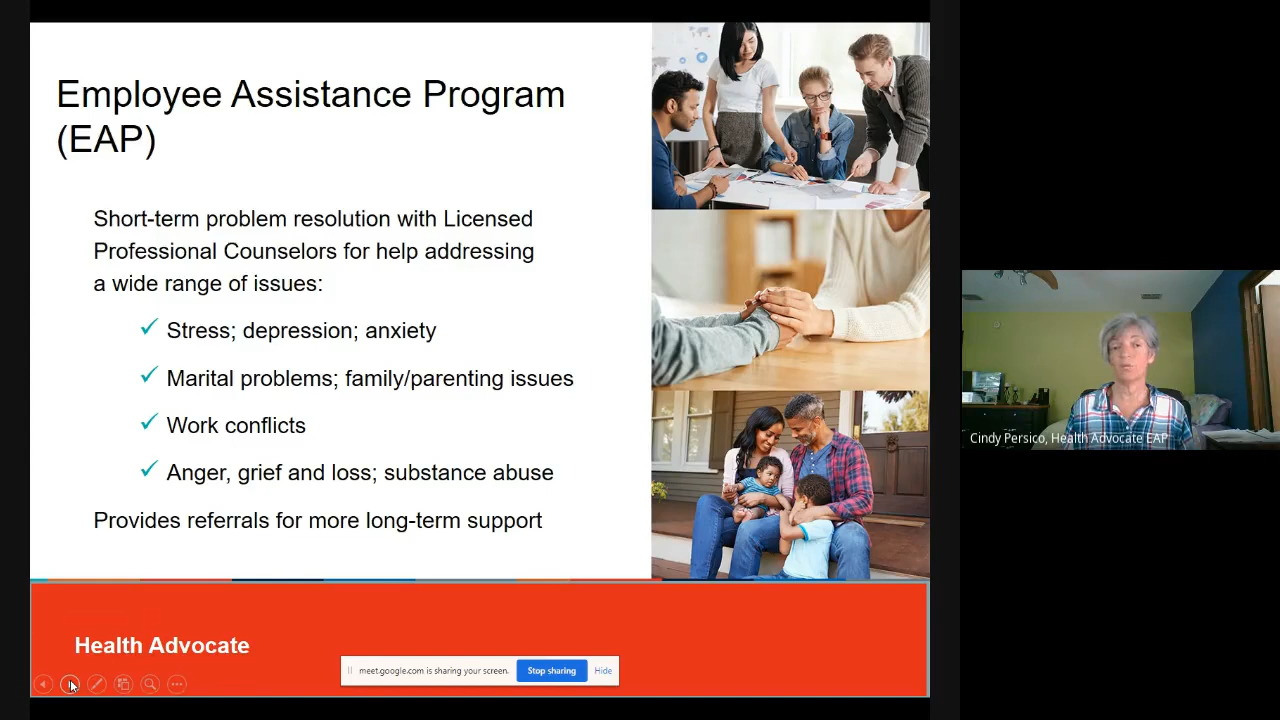 Employee Assistance Program
(EAP)
Short-term problem resolution with Licensed
Professional Counselors for help addressing
a wide range of issues:
Stress; depression; anxiety
Marital problems; family/parenting issues
Work conflicts
Anger, grief and loss; substance abuse
Provides referrals for more long-term support
Health Advocate
meet.google.com is sharing your screen.
Stop sharing
Hide
Cindy Persico, Health Advocate EAP